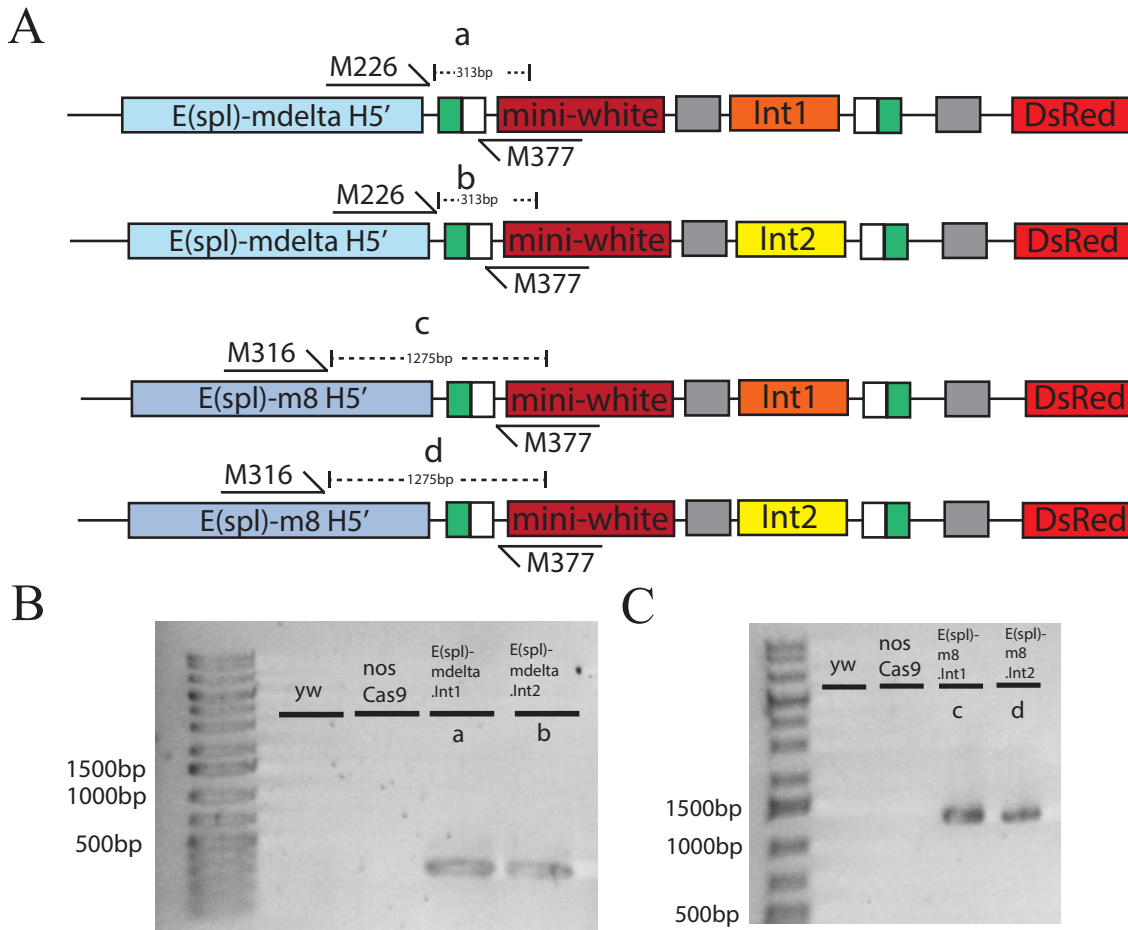 A
a
M226
313bp
E(spl)-mdelta H5'
mini-white
Int1
DsRed
M377
b
M226
313bp
E(spl)-mdelta H5'
mini-white
Int2
DsRed
M377
c
M316
1275bp
E(spl)-m8 H5'
mini-white
Int1
DsRed
M377
d
M316
1275bp
E(spl)-m8 H5'
mini-white
Int2
DsRed
M377
B
yw
nos
Cas9
E(spl)-
mdelta
.Int1
E(spl)-
mdelta
.Int2
a
b
1500bp
1000bp
500bp
C
yw
nos
Cas9
E(spl)-
m8
.Int1
E(spl)-
m8
.Int2
c
d
1500bp
1000bp
500bp